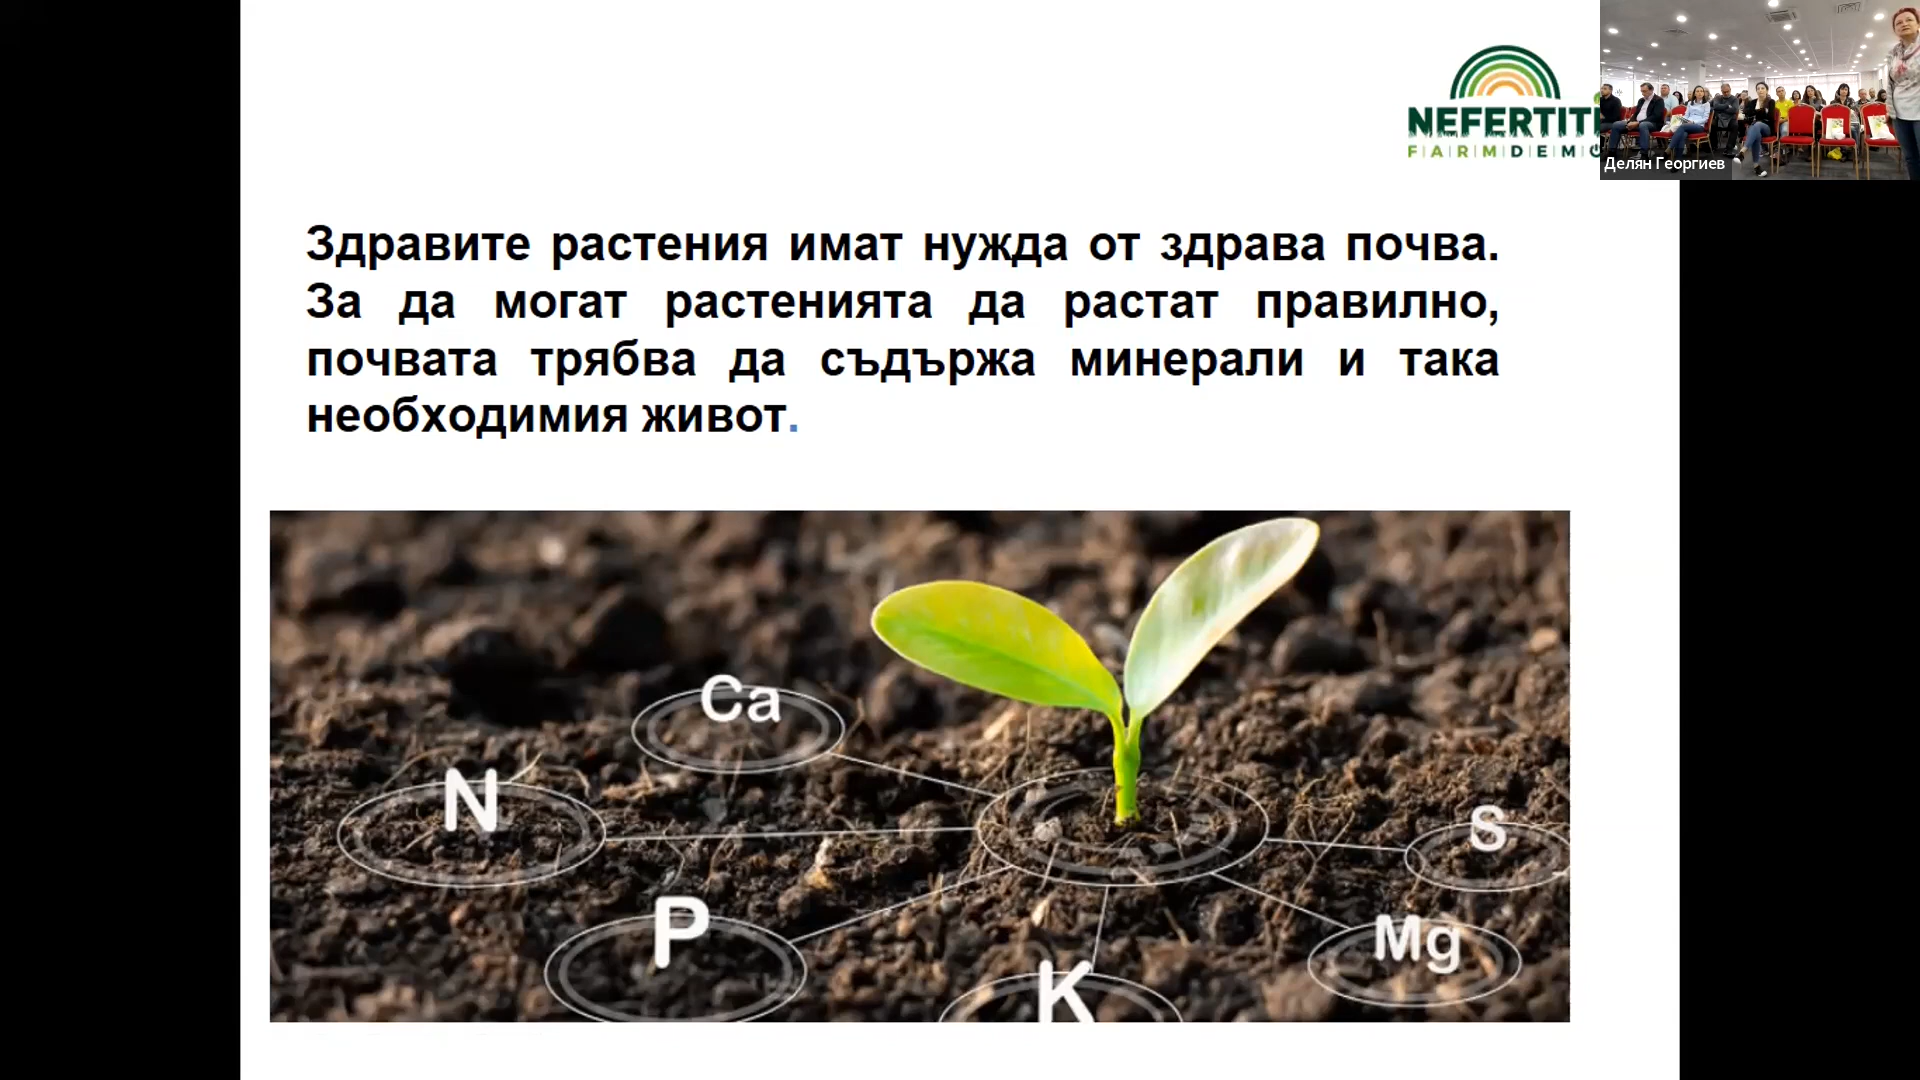 NEFERTITI
FARMDEMO
Делян Георгиев
Здравите растения имат нужда от здрава почва.
За да могат растенията да растат правилно,
почвата трябва да съдържа минерали и така
необходимия живот.
Ca
N
S
P
Mg
K